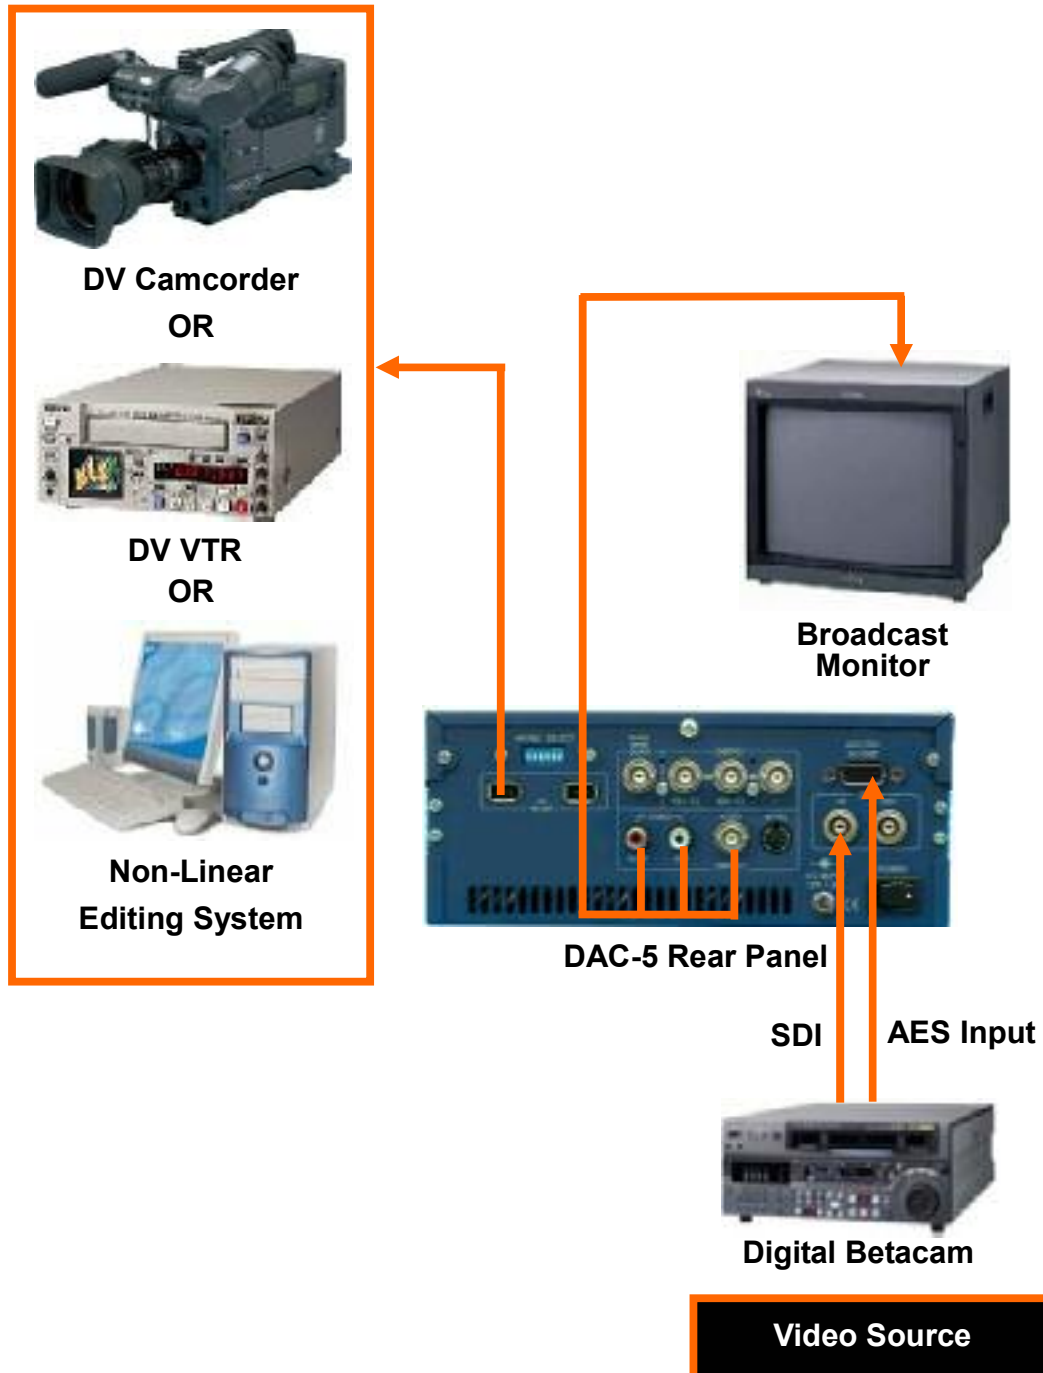 DV Camcorder
OR
DV VTR
OR
Non-Linear
Editing System
Broadcast
Monitor
DAC-5 Rear Panel
SDI
AES Input
Digital Betacam
Video Source